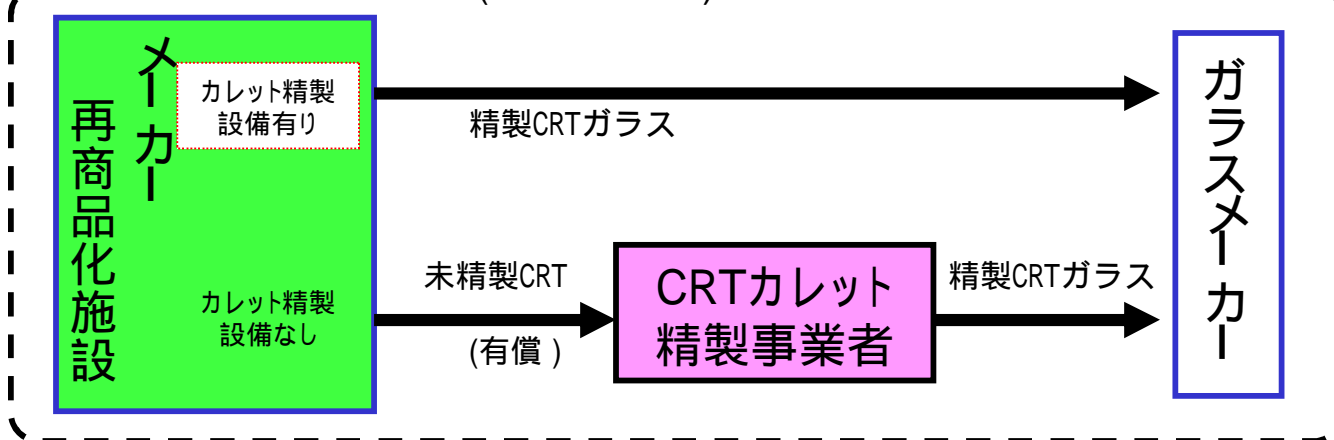 メーカー
再商品化施設
カレット精製
設備有り
精製CRTガラス
カレット精製
設備なし
未精製CRT
(有償)
CRTカレット
精製事業者
精製CRTガラス
ガラスメーカー